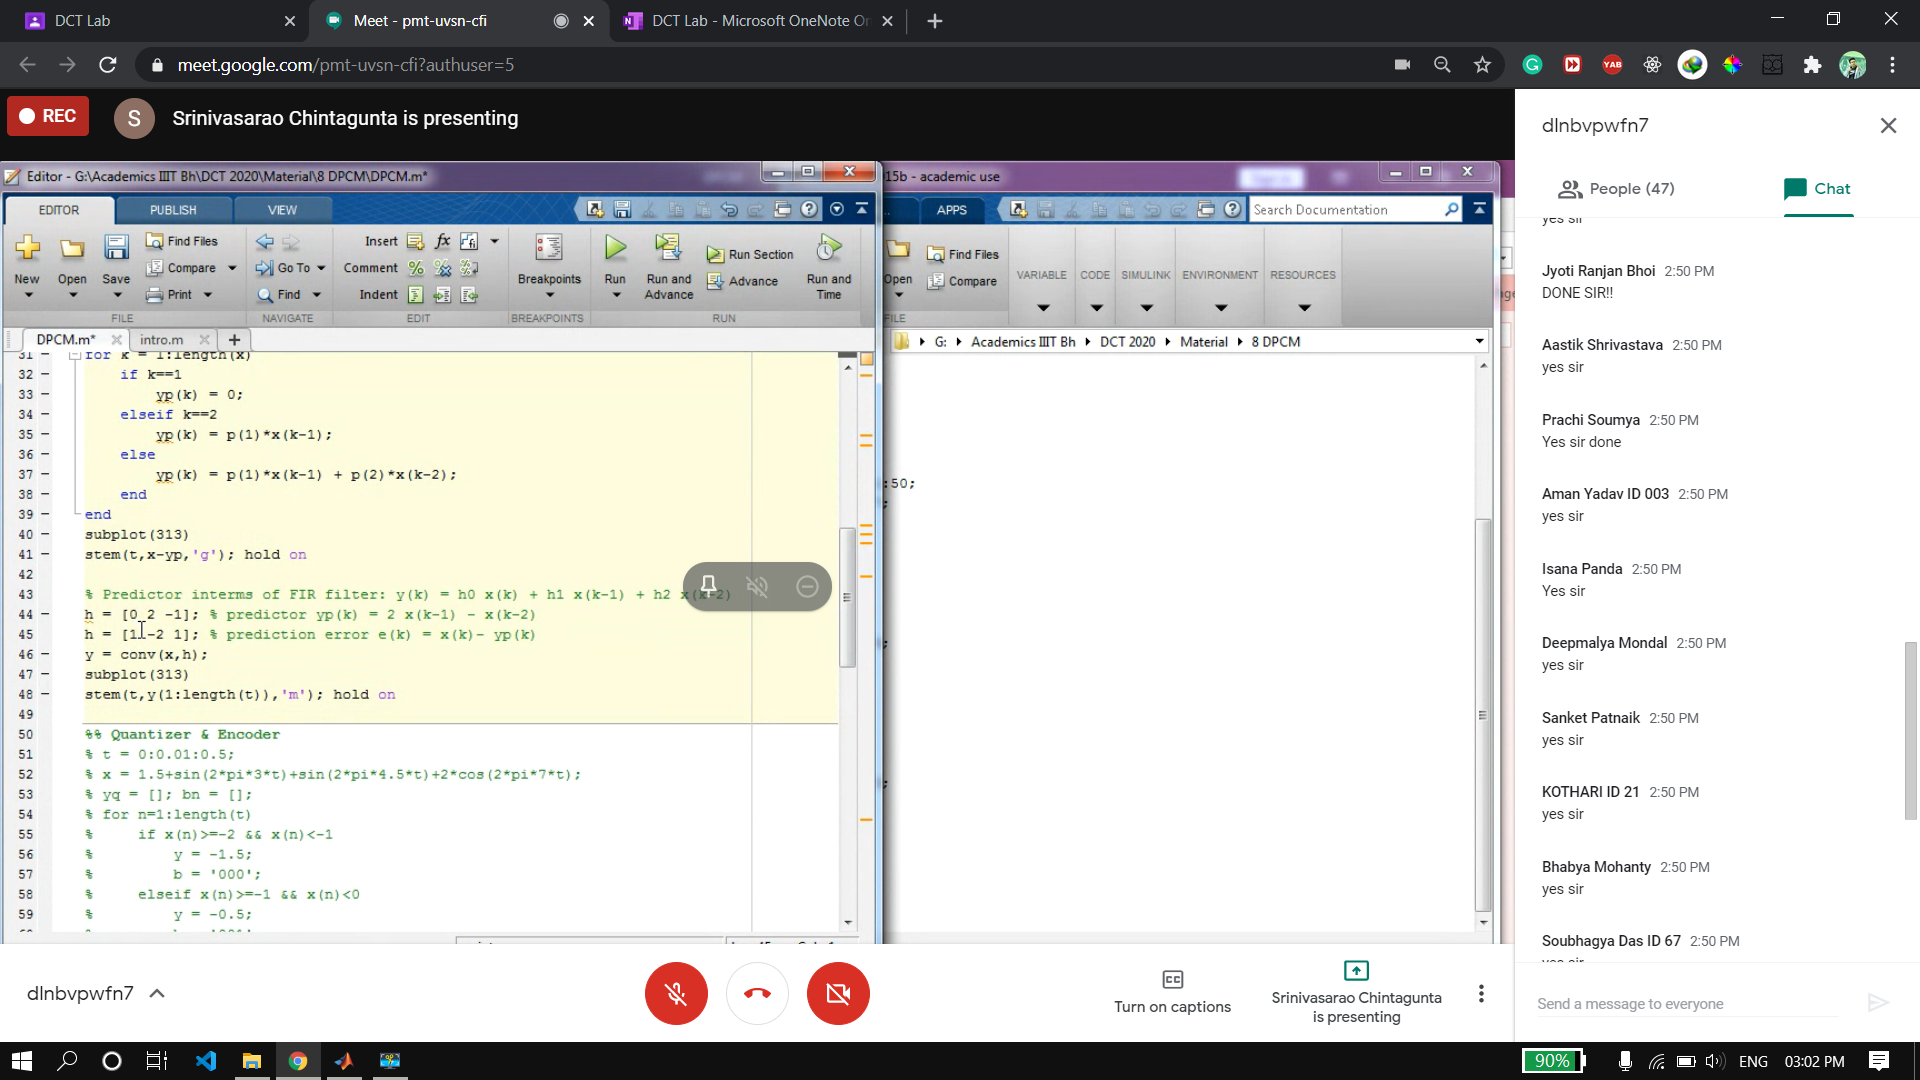 DCT Lab
Meet - pmt-uvsn-cfi
DCT Lab - Microsoft OneNote On
meet.google.com/pmt-uvsn-cfi?authuser=5
YAB
REC
S
Srinivasarao Chintagunta is presenting
Editor - G:\Academics IIIT Bh\DCT 2020\Material\8 DPCM\DPCM.m*
EDITOR PUBLISH VIEW
New
Open
Save
Find Files
Compare
Print
FILE
Go To
Find
NAVIGATE
Insert
Comment
Indent
EDIT
Breakpoints
BREAKPOINTS
Run
Run and Advance
Run Section
Advance
Run and Time
RUN
015b - academic use
APPS
Search Documentation
Open
Find Files
Compare
FILE
VARIABLE CODE SIMULINK ENVIRONMENT RESOURCES
G: Academics IIIT Bh DCT 2020 Material 8 DPCM
DPCM.m* intro.m
31 for k = 1:length(x)
32 if k==1
33 yp(k) = 0;
34 elseif k==2
35 yp(k) = p(1)*x(k-1);
36 else
37 yp(k) = p(1)*x(k-1) + p(2)*x(k-2);
38 end
39 end
40 subplot(313)
41 stem(t,x-yp,'g'); hold on
42
43 % Predictor interms of FIR filter: y(k) = h0 x(k) + h1 x(k-1) + h2 x(k-2)
44 h = [0 2 -1]; % predictor yp(k) = 2 x(k-1) - x(k-2)
45 h = [1 -2 1]; % prediction error e(k) = x(k)- yp(k)
46 y = conv(x,h);
47 subplot(313)
48 stem(t,y(1:length(t)),'m'); hold on
49
50 %% Quantizer & Encoder
51 % t = 0:0.01:0.5;
52 % x = 1.5+sin(2*pi*3*t)+sin(2*pi*4.5*t)+2*cos(2*pi*7*t);
53 % yq = []; bn = [];
54 % for n=1:length(t)
55 % if x(n)>=-2 && x(n)<-1
56 % y = -1.5;
57 % b = '000';
58 % elseif x(n)>=-1 && x(n)<0
59 % y = -0.5;
:50;
;
;
;
dlnbvpwfn7
People (47)
Chat
yes sir
Jyoti Ranjan Bhoi 2:50 PM
DONE SIR!!
Aastik Shrivastava 2:50 PM
yes sir
Prachi Soumya 2:50 PM
Yes sir done
Aman Yadav ID 003 2:50 PM
yes sir
Isana Panda 2:50 PM
Yes sir
Deepmalya Mondal 2:50 PM
yes sir
Sanket Patnaik 2:50 PM
yes sir
KOTHARI ID 21 2:50 PM
yes sir
Bhabya Mohanty 2:50 PM
yes sir
Soubhagya Das ID 67 2:50 PM
Send a message to everyone
dlnbvpwfn7
Turn on captions
Srinivasarao Chintagunta
is presenting
90%
ENG
03:02 PM